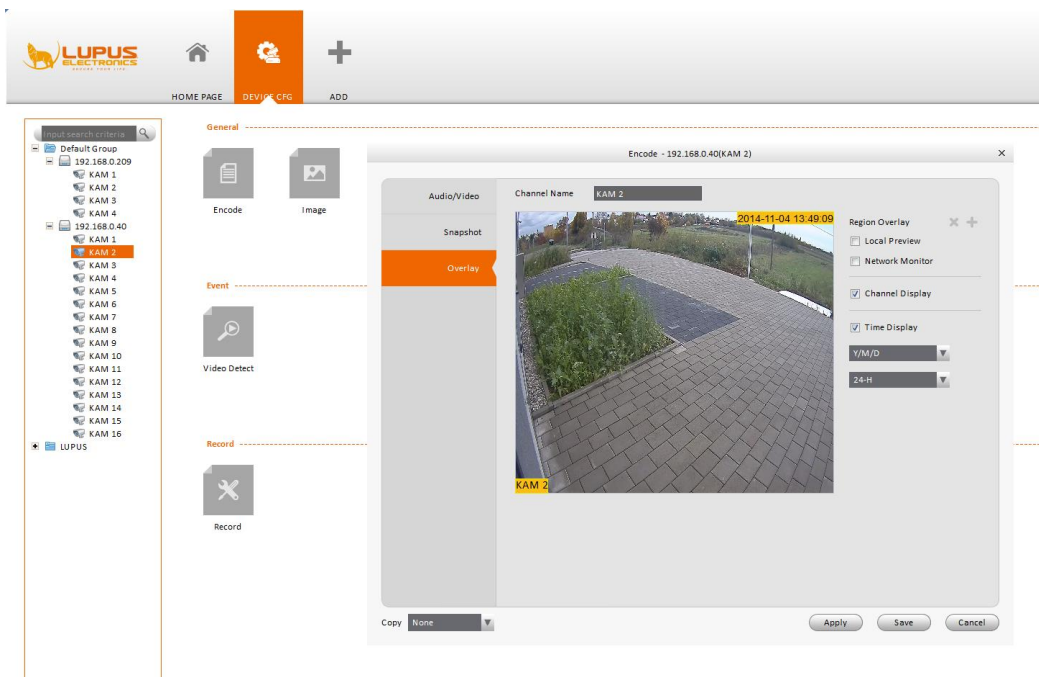 LUPUS
ELECTRONICS
SECURE YOUR LIFE
HOME PAGE
DEVICE CFG
ADD
Input search criteria
Default Group
192.168.0.209
KAM 1
KAM 2
KAM 3
KAM 4
192.168.0.40
KAM 1
KAM 2
KAM 3
KAM 4
KAM 5
KAM 6
KAM 7
KAM 8
KAM 9
KAM 10
KAM 11
KAM 12
KAM 13
KAM 14
KAM 15
KAM 16
LUPUS
General
Encode
Image
Event
Video Detect
Record
Record
Encode - 192.168.0.40(KAM 2)
Audio/Video
Snapshot
Overlay
Channel Name
KAM 2
2014-11-04 13:49:09
KAM 2
Region Overlay
Local Preview
Network Monitor
Channel Display
Time Display
Y/M/D
24-H
Copy
None
Apply
Save
Cancel